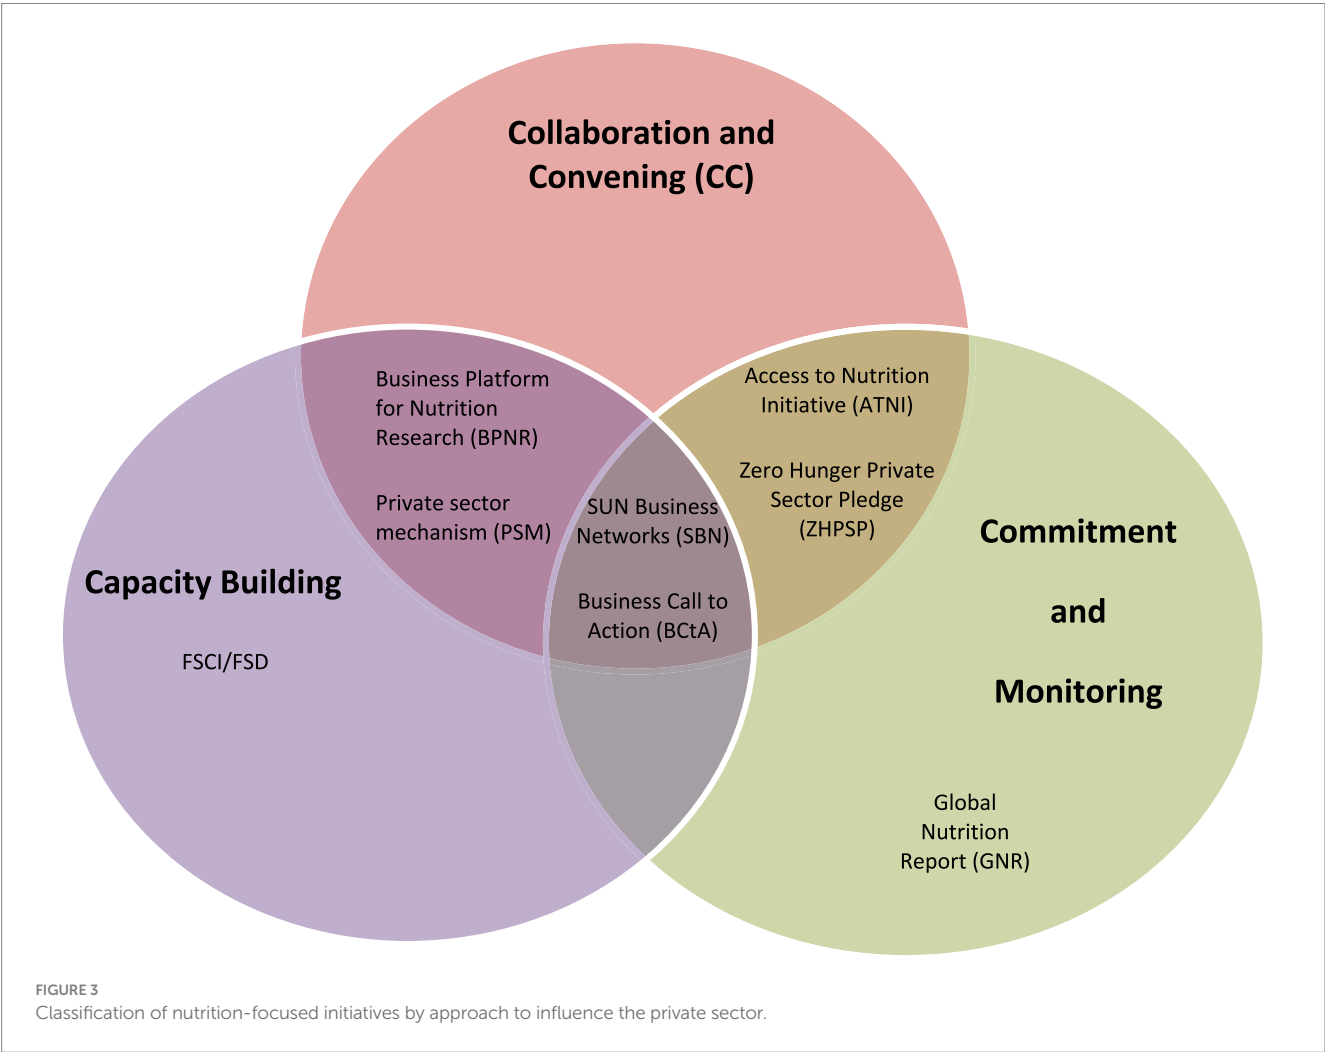 Collaboration and
Convening (CC)
Business Platform
for Nutrition
Research (BPNR)
Private sector
mechanism (PSM)
Access to Nutrition
Initiative (ATNI)
Zero Hunger Private
Sector Pledge
(ZHPSP)
SUN Business
Networks (SBN)
Business Call to
Action (BCtA)
Capacity Building
FSCI/FSD
Commitment
and
Monitoring
Global
Nutrition
Report (GNR)
FIGURE 3
Classification of nutrition-focused initiatives by approach to influence the private sector.